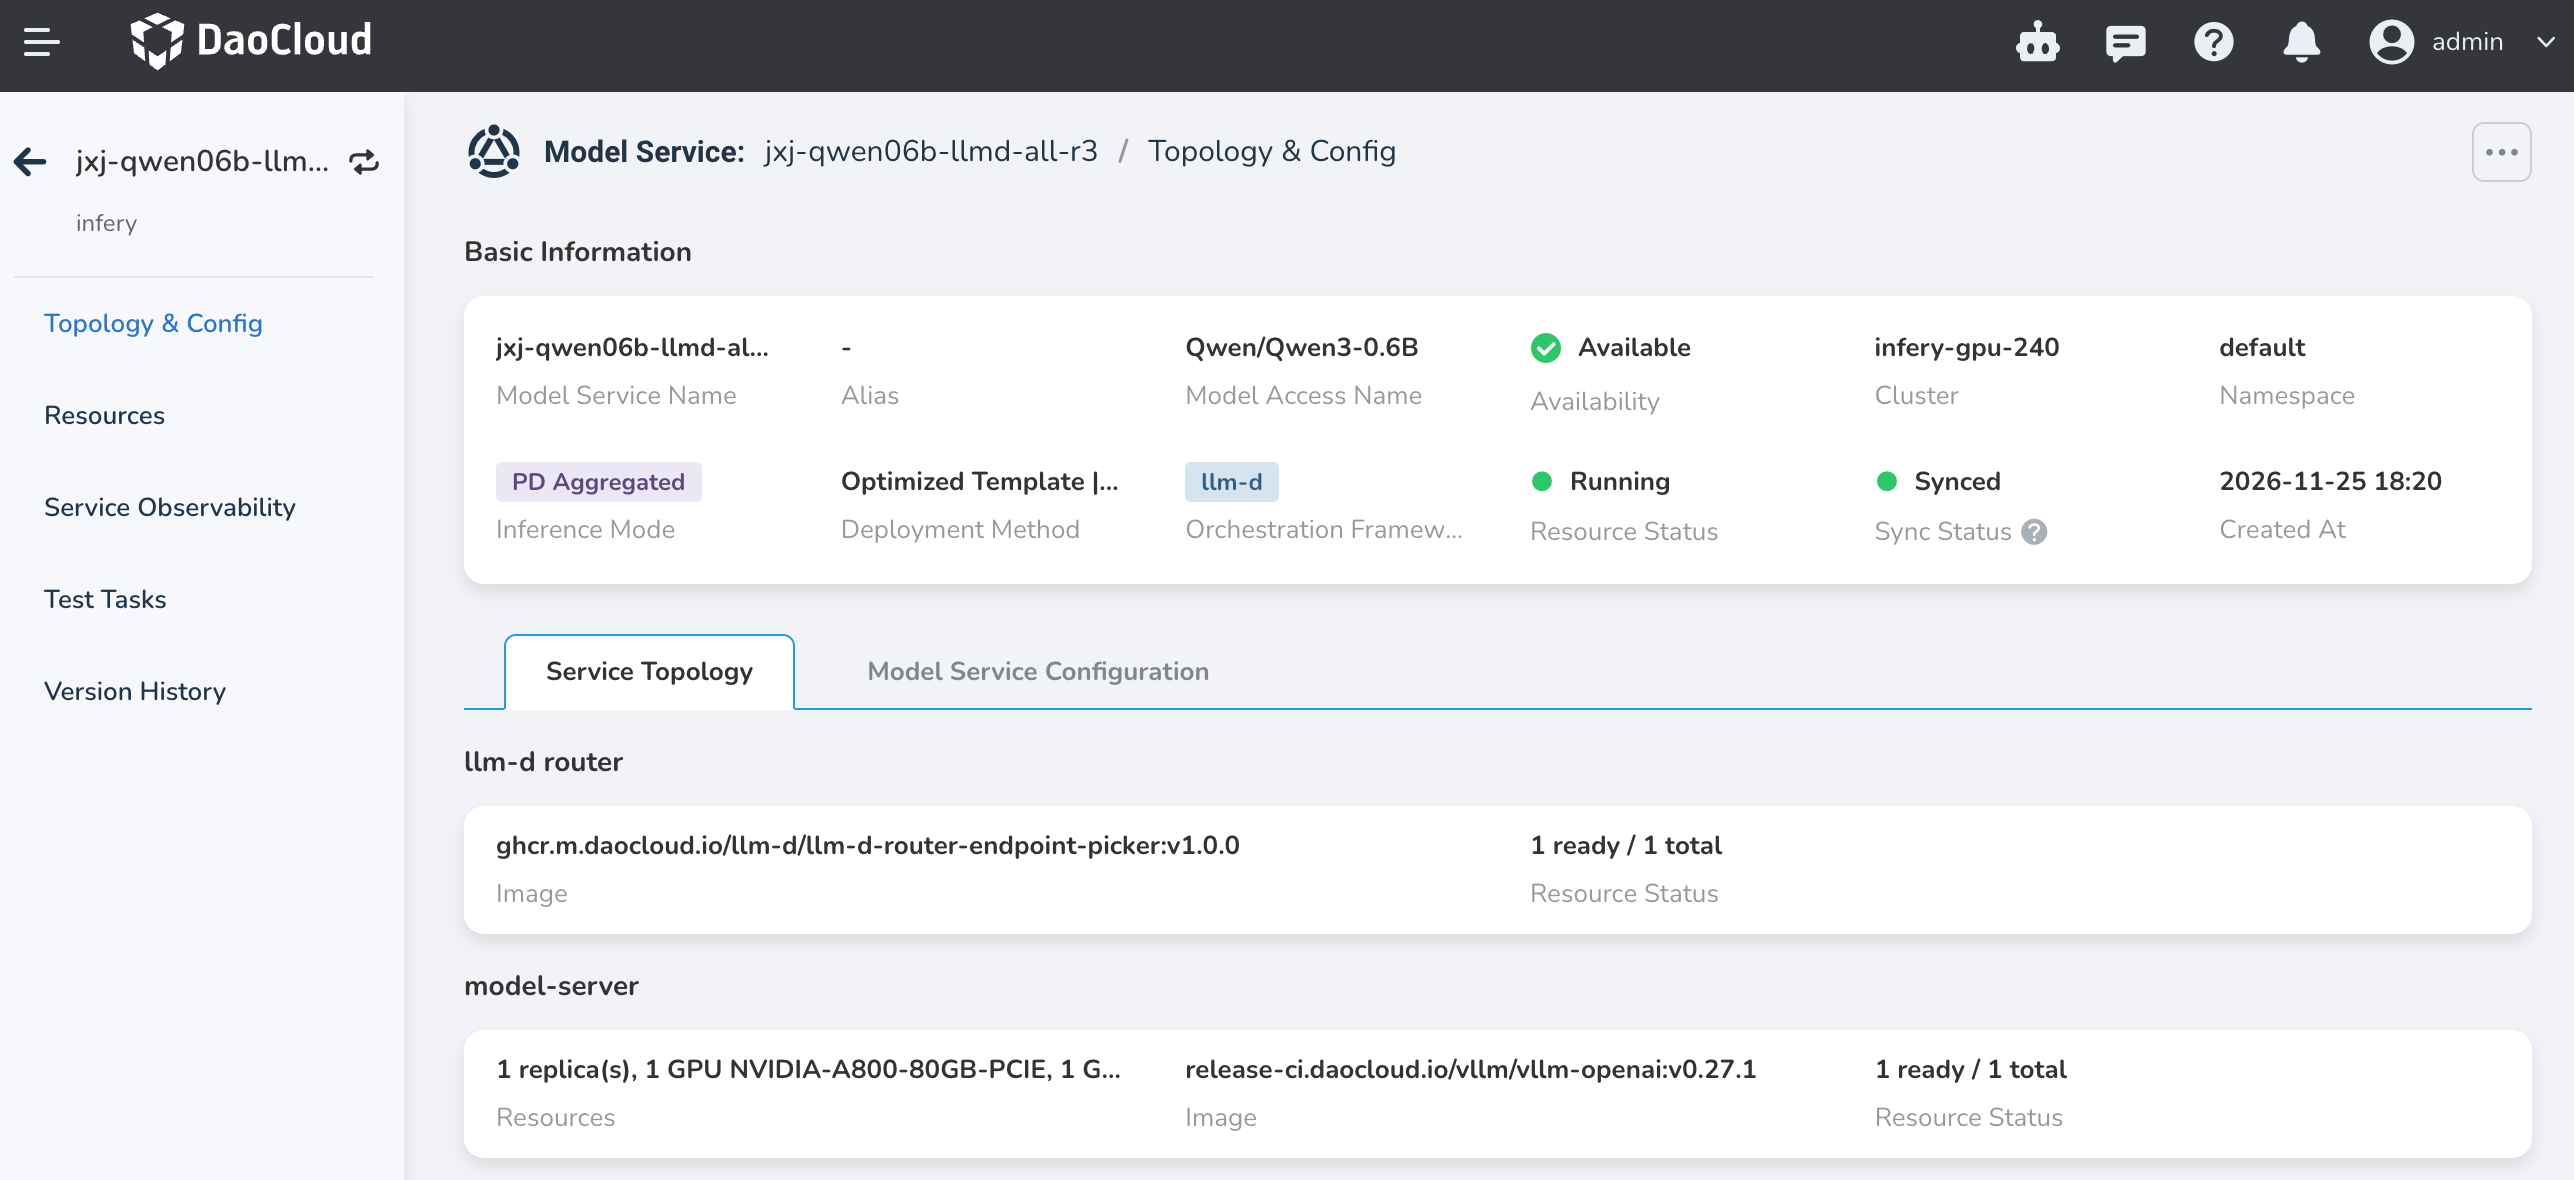 DaoCloud
admin
jxj-qwen06b-llm...
infery
Topology & Config
Resources
Service Observability
Test Tasks
Version History
Model Service: jxj-qwen06b-llmd-all-r3 / Topology & Config
Basic Information
jxj-qwen06b-llmd-al...
Model Service Name
-
Alias
Qwen/Qwen3-0.6B
Model Access Name
Available
Availability
infery-gpu-240
Cluster
default
Namespace
PD Aggregated
Inference Mode
Optimized Template |...
Deployment Method
llm-d
Orchestration Framew...
Running
Resource Status
Synced
Sync Status ?
2026-11-25 18:20
Created At
Service Topology
Model Service Configuration
llm-d router
ghcr.m.daocloud.io/llm-d/llm-d-router-endpoint-picker:v1.0.0
Image
1 ready / 1 total
Resource Status
model-server
1 replica(s), 1 GPU NVIDIA-A800-80GB-PCIE, 1 G...
Resources
release-ci.daocloud.io/vllm/vllm-openai:v0.27.1
Image
1 ready / 1 total
Resource Status